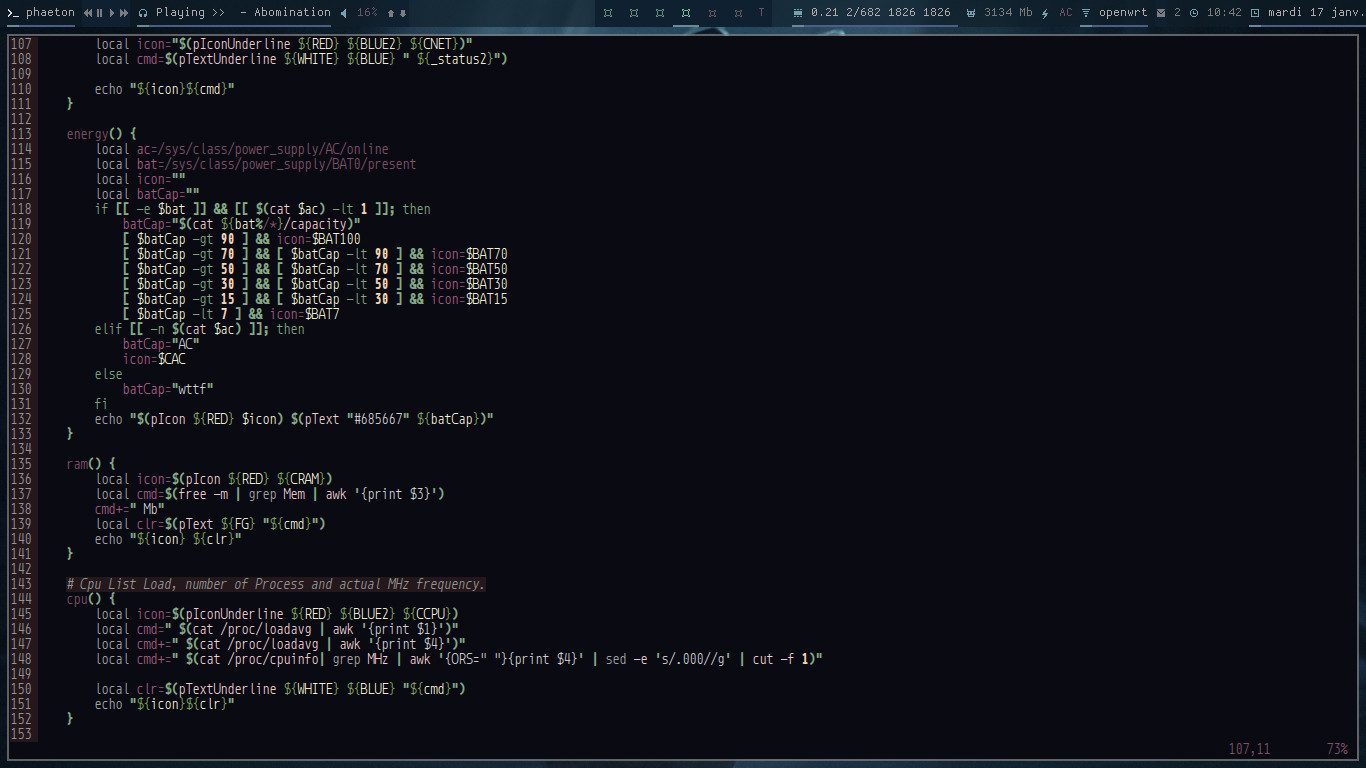 phaeton Playing >> - Abomination 16% T 0.21 2/682 1826 1826 3134 Mb AC openwrt 2 10:42 mardi 17 janv.
107 local icon="$(pIconUnderline ${RED} ${BLUE2} ${CNET})"
108 local cmd=$(pTextUnderline ${WHITE} ${BLUE} " ${_status2}")
109
110 echo "${icon}${cmd}"
111 }
112
113 energy() {
114 local ac=/sys/class/power_supply/AC/online
115 local bat=/sys/class/power_supply/BAT0/present
116 local icon=""
117 local batCap=""
118 if [[ -e $bat ]] && [[ $(cat $ac) -lt 1 ]]; then
119 batCap="$(cat ${bat%/*}/capacity)"
120 [ $batCap -gt 90 ] && icon=$BAT100
121 [ $batCap -gt 70 ] && [ $batCap -lt 90 ] && icon=$BAT70
122 [ $batCap -gt 50 ] && [ $batCap -lt 70 ] && icon=$BAT50
123 [ $batCap -gt 30 ] && [ $batCap -lt 50 ] && icon=$BAT30
124 [ $batCap -gt 15 ] && [ $batCap -lt 30 ] && icon=$BAT15
125 [ $batCap -lt 7 ] && icon=$BAT7
126 elif [[ -n $(cat $ac) ]]; then
127 batCap="AC"
128 icon=$CAC
129 else
130 batCap="wttf"
131 fi
132 echo "$(pIcon ${RED} $icon) $(pText "#685667" ${batCap})"
133 }
134
135 ram() {
136 local icon=$(pIcon ${RED} ${CRAM})
137 local cmd=$(free -m | grep Mem | awk '{print $3}')
138 cmd+=" Mb"
139 local clr=$(pText ${FG} "${cmd}")
140 echo "${icon} ${clr}"
141 }
142
143 # Cpu List Load, number of Process and actual MHz frequency.
144 cpu() {
145 local icon=$(pIconUnderline ${RED} ${BLUE2} ${CCPU})
146 local cmd=" $(cat /proc/loadavg | awk '{print $1}')"
147 local cmd+=" $(cat /proc/loadavg | awk '{print $4}')"
148 local cmd+=" $(cat /proc/cpuinfo| grep MHz | awk '{ORS=" "}{print $4}' | sed -e 's/.000//g' | cut -f 1)"
149
150 local clr=$(pTextUnderline ${WHITE} ${BLUE} "${cmd}")
151 echo "${icon}${clr}"
152 }
153
107,11 73%